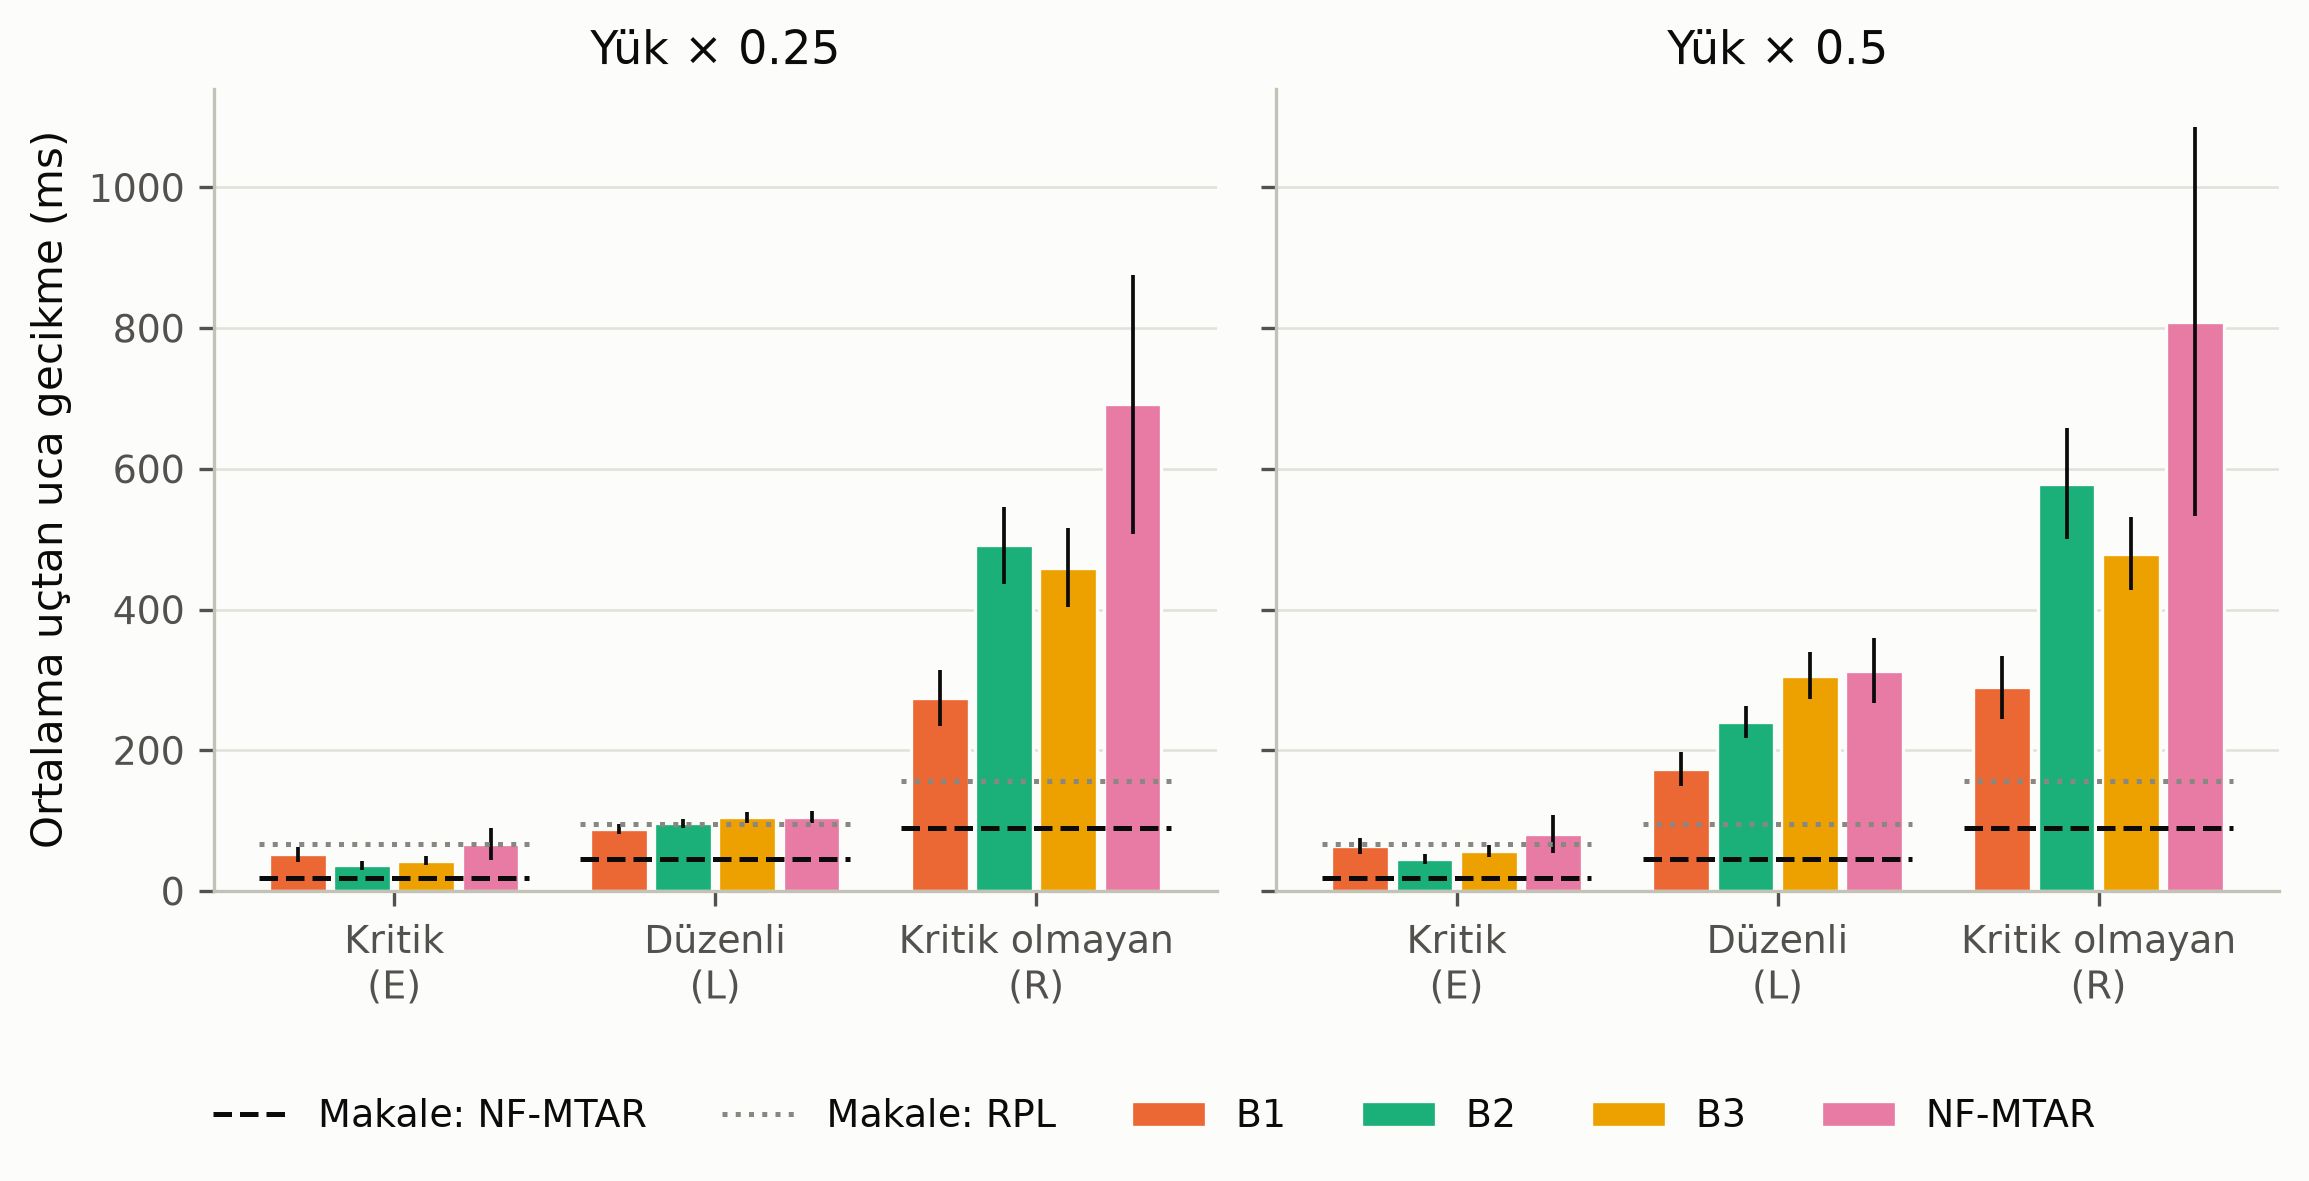 Yük × 0.25
Yük × 0.5
Ortalama uçtan uca gecikme (ms)
1000
800
600
400
200
0
Kritik
(E)
Düzenli
(L)
Kritik olmayan
(R)
Kritik
(E)
Düzenli
(L)
Kritik olmayan
(R)
Makale: NF-MTAR
Makale: RPL
B1
B2
B3
NF-MTAR